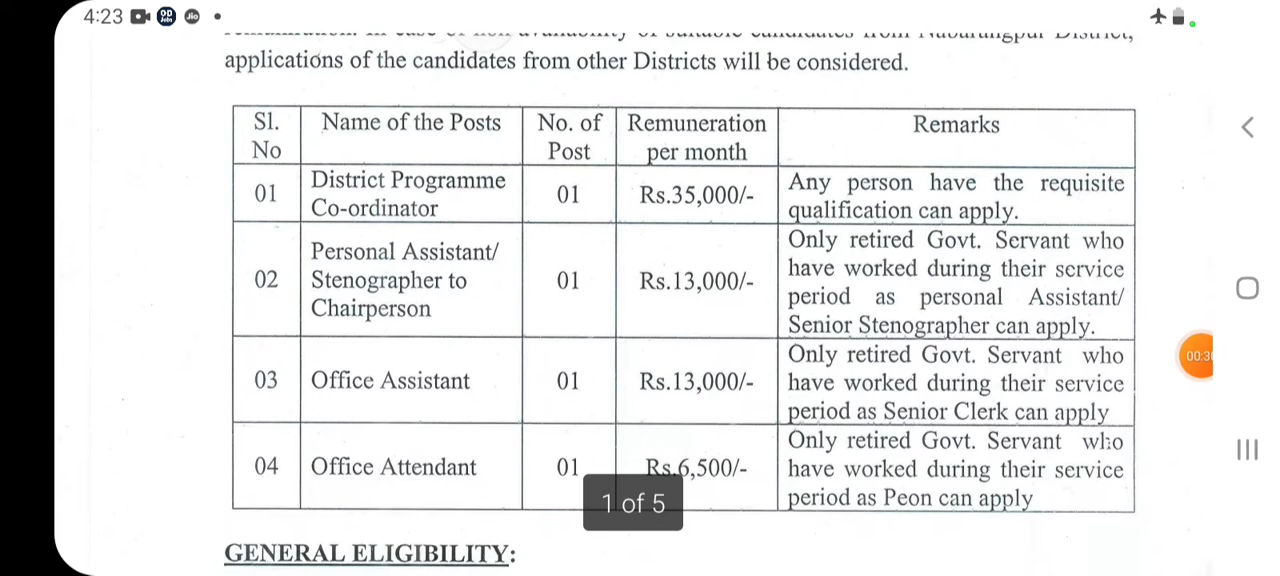 4:23
applications of the candidates from other Districts will be considered.
Sl. No
Name of the Posts
No. of Post
Remuneration per month
Remarks
01
District Programme
Co-ordinator
01
Rs.35,000/-
Any person have the requisite
qualification can apply.
02
Personal Assistant/
Stenographer to
Chairperson
01
Rs.13,000/-
Only retired Govt. Servant who
have worked during their service
period as personal Assistant/
Senior Stenographer can apply.
03
Office Assistant
01
Rs.13,000/-
Only retired Govt. Servant who
have worked during their service
period as Senior Clerk can apply
04
Office Attendant
01
Rs.6,500/-
Only retired Govt. Servant who
have worked during their service
period as Peon can apply
1 of 5
GENERAL ELIGIBILITY: